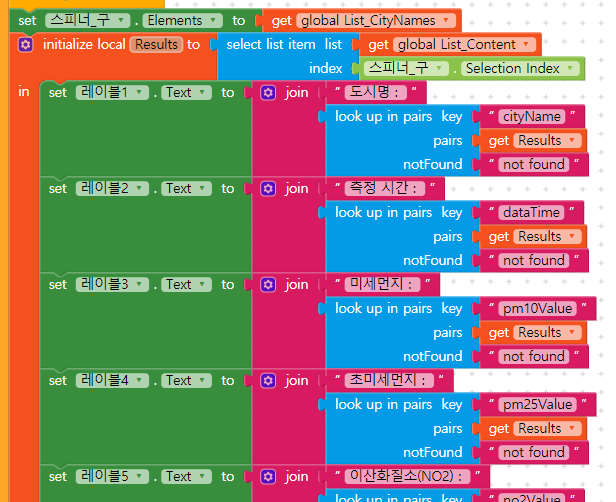 set 스피너_구 . Elements to get global List_CityNames
initialize local Results to select list item list get global List_Content
index 스피너_구 . Selection Index
in set 레이블1 . Text to join " 도시명 : "
look up in pairs key " cityName "
pairs get Results
notFound " not found "
set 레이블2 . Text to join " 측정 시간 : "
look up in pairs key " dataTime "
pairs get Results
notFound " not found "
set 레이블3 . Text to join " 미세먼지 : "
look up in pairs key " pm10Value "
pairs get Results
notFound " not found "
set 레이블4 . Text to join " 초미세먼지 : "
look up in pairs key " pm25Value "
pairs get Results
notFound " not found "
set 레이블5 . Text to join " 이산화질소(NO2) : "
look up in pairs key " no2Value "